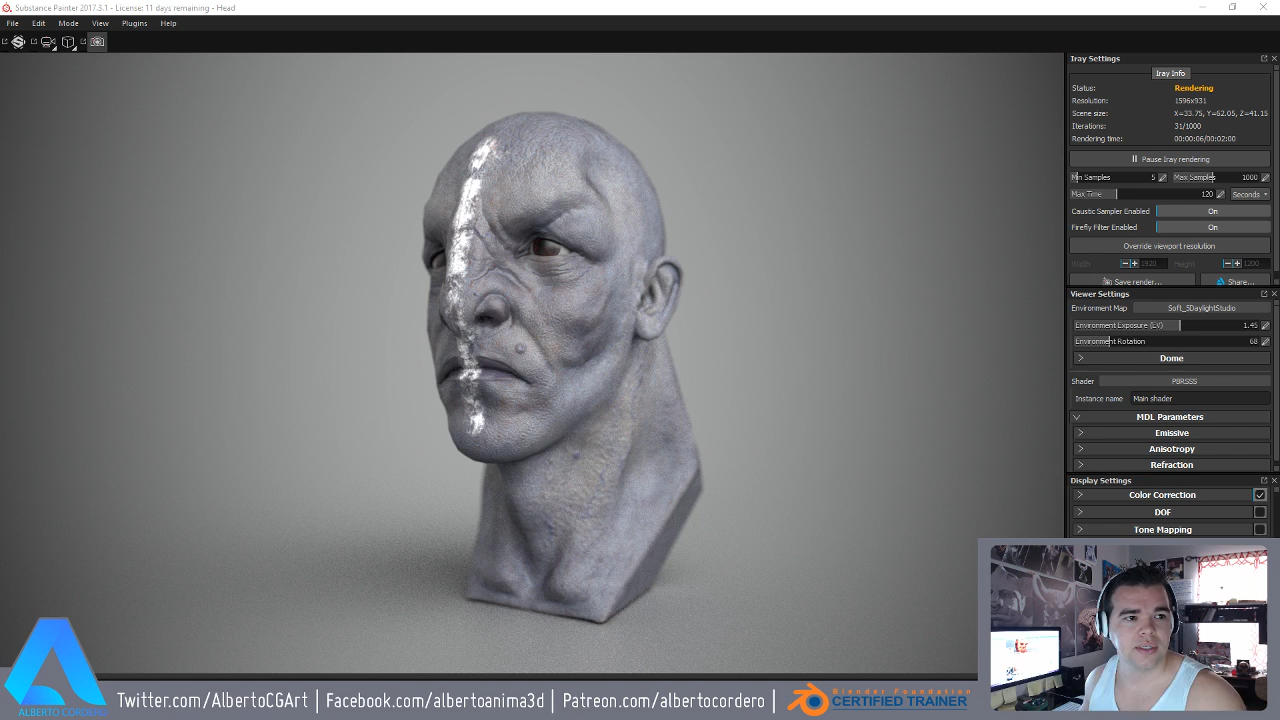 Substance Painter 2017.3.1 - License: 11 days remaining - Head
File Edit Mode View Plugins Help
Iray Settings
Iray Info
Status: Rendering
Resolution: 1596x931
Scene size: X=33.75, Y=62.05, Z=41.15
Iterations: 31/1000
Rendering time: 00:00:06/00:02:00
Pause Iray rendering
Min Samples 5 Max Samples 1000
Max Time 120 Seconds
Caustic Sampler Enabled On
Firefly Filter Enabled On
Override viewport resolution
Width 1920 Height 1200
Save render... Share...
Viewer Settings
Environment Map Soft_5DaylightStudio
Environment Exposure (EV) 1.45
Environment Rotation 68
Dome
Shader PBRSSS
Instance name Main shader
MDL Parameters
Emissive
Anisotropy
Refraction
Display Settings
Color Correction
DOF
Tone Mapping
ALBERTO CORDERO
Twitter.com/AlbertoCGArt | Facebook.com/albertoanima3d | Patreon.com/albertocordero |
Blender Foundation
CERTIFIED TRAINER